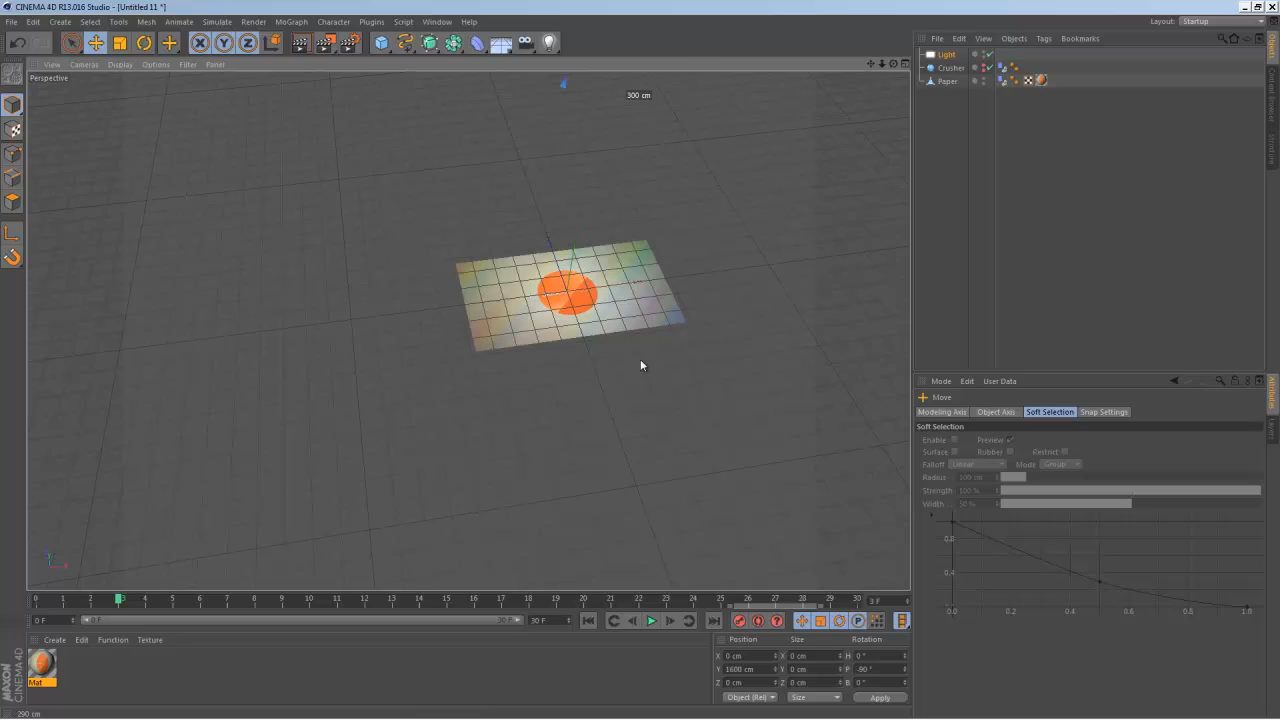 CINEMA 4D R13.016 Studio - [Untitled 11 *]
File Edit Create Select Tools Mesh Animate Simulate Render MoGraph Character Plugins Script Window Help
Layout: Startup
View Cameras Display Options Filter Panel
File Edit View Objects Tags Bookmarks
Perspective
300 cm
Light
Crusher
Paper
Objects
Content Browser
Structure
Mode Edit User Data
Move
Modeling Axis Object Axis Soft Selection Snap Settings
Soft Selection
Enable Preview
Surface Rubber Restrict
Falloff Linear Mode Group
Radius 100 cm
Strength 100 %
Width 50 %
0.8
0.4
0.0 0.2 0.4 0.6 0.8 1.0
Attributes
Layers
0 1 2 3 4 5 6 7 8 9 10 11 12 13 14 15 16 17 18 19 20 21 22 23 24 25 26 27 28 29 30
3 F
0 F 0 F 30 F 30 F
Create Edit Function Texture
Mat
Position Size Rotation
X 0 cm X 0 cm H 0 °
Y 1600 cm Y 0 cm P -90 °
Z 0 cm Z 0 cm B 0 °
Object (Rel) Size Apply
MAXON
CINEMA 4D
290 cm